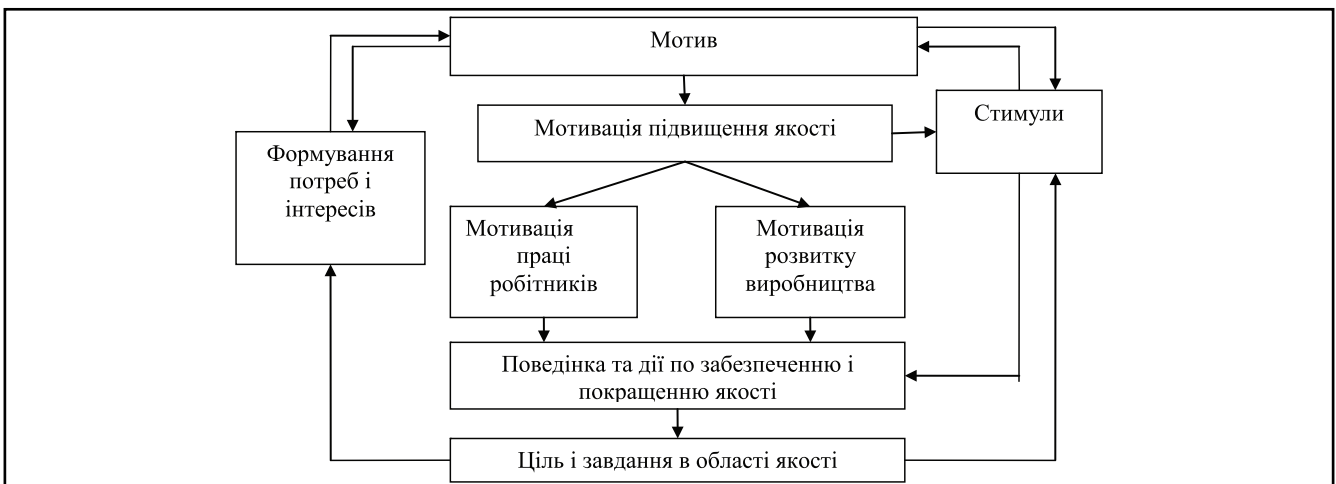 Мотив
Мотивація підвищення якості
Стимули
Формування
потреб і
інтересів
Мотивація
праці
робітників
Мотивація
розвитку
виробництва
Поведінка та дії по забезпеченню і
покращенню якості
Ціль і завдання в області якості